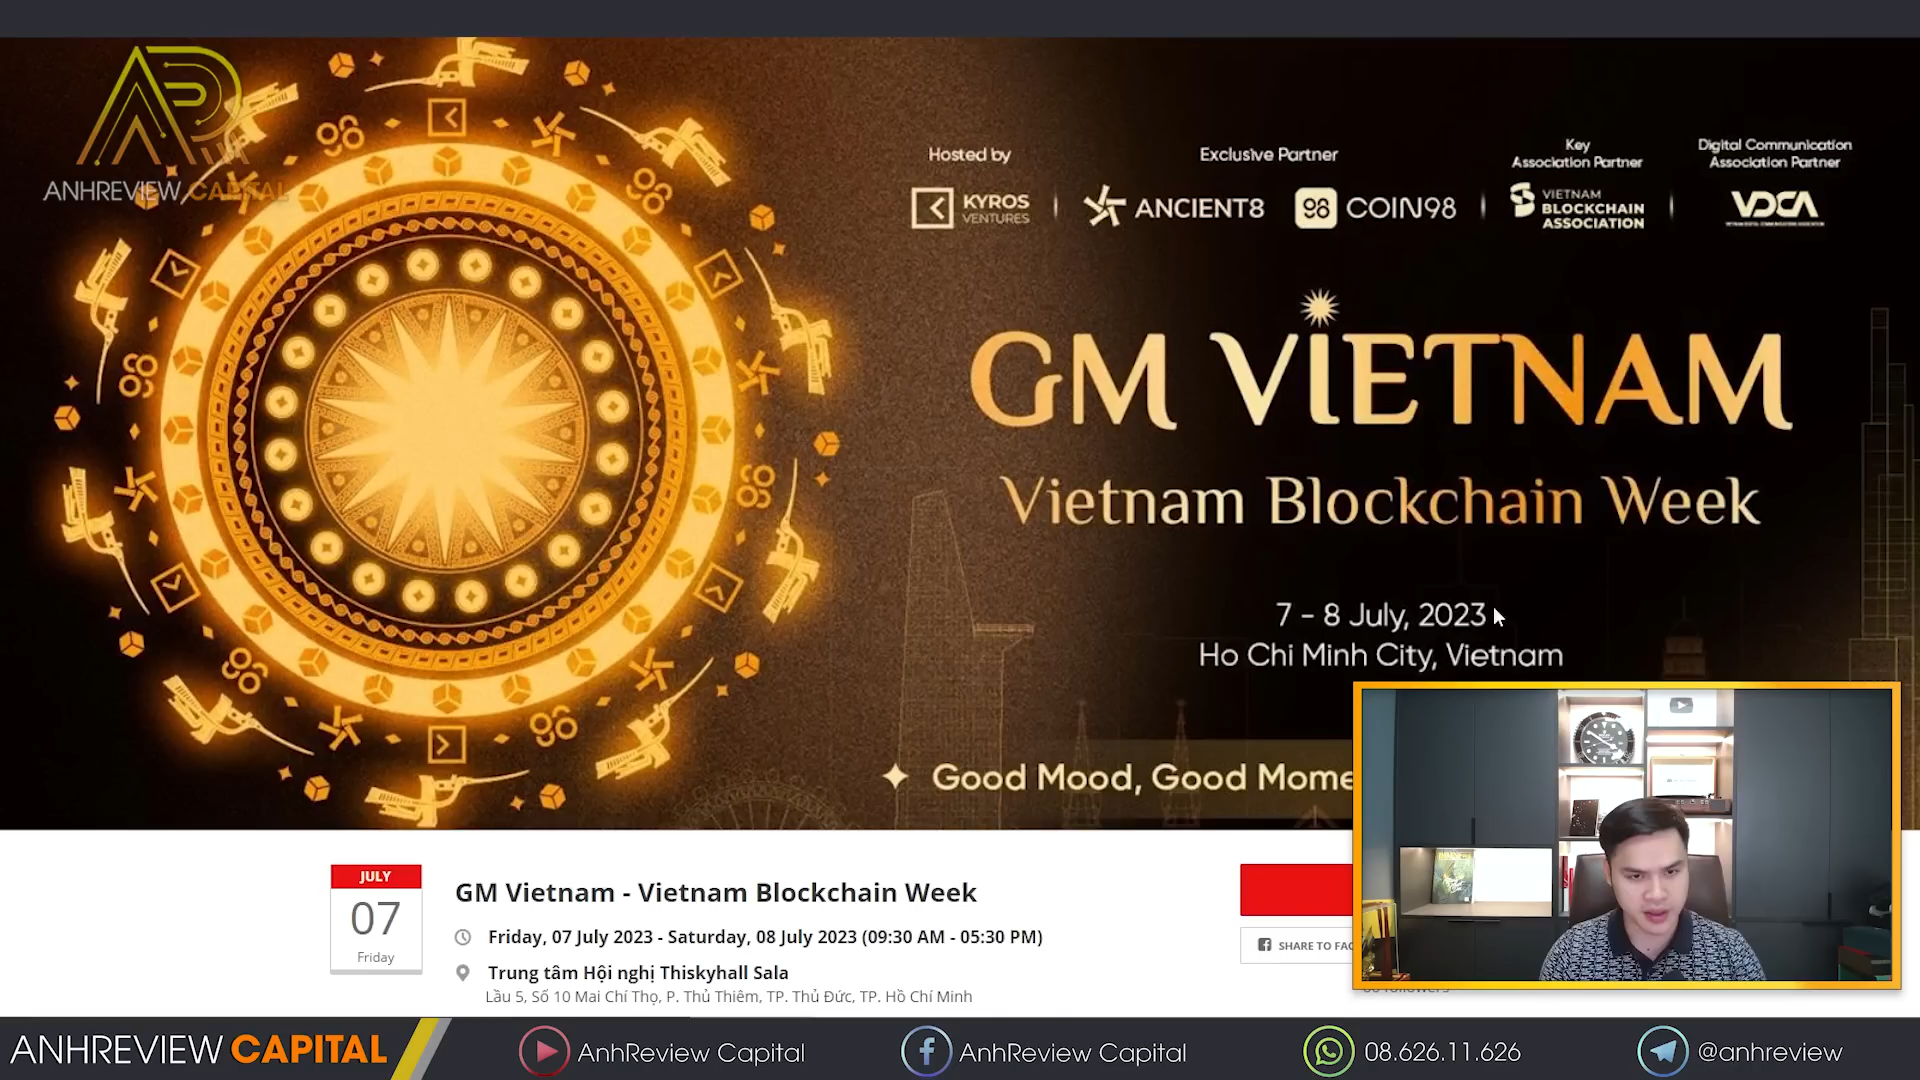 ANHREVIEW CAPITAL
Hosted by
Exclusive Partner
Key
Association Partner
Digital Communication
Association Partner
KYROS
VENTURES
ANCIENT8
98 COIN98
VIETNAM
BLOCKCHAIN
ASSOCIATION
VDCA
GM VIETNAM
Vietnam Blockchain Week
7 - 8 July, 2023
Ho Chi Minh City, Vietnam
Good Mood, Good Mome
JULY
07
Friday
GM Vietnam - Vietnam Blockchain Week
Friday, 07 July 2023 - Saturday, 08 July 2023 (09:30 AM - 05:30 PM)
Trung tâm Hội nghị Thiskyhall Sala
Lầu 5, Số 10 Mai Chí Thọ, P. Thủ Thiêm, TP. Thủ Đức, TP. Hồ Chí Minh
SHARE TO FAC
ANHREVIEW CAPITAL
AnhReview Capital
AnhReview Capital
08.626.11.626
@anhreview